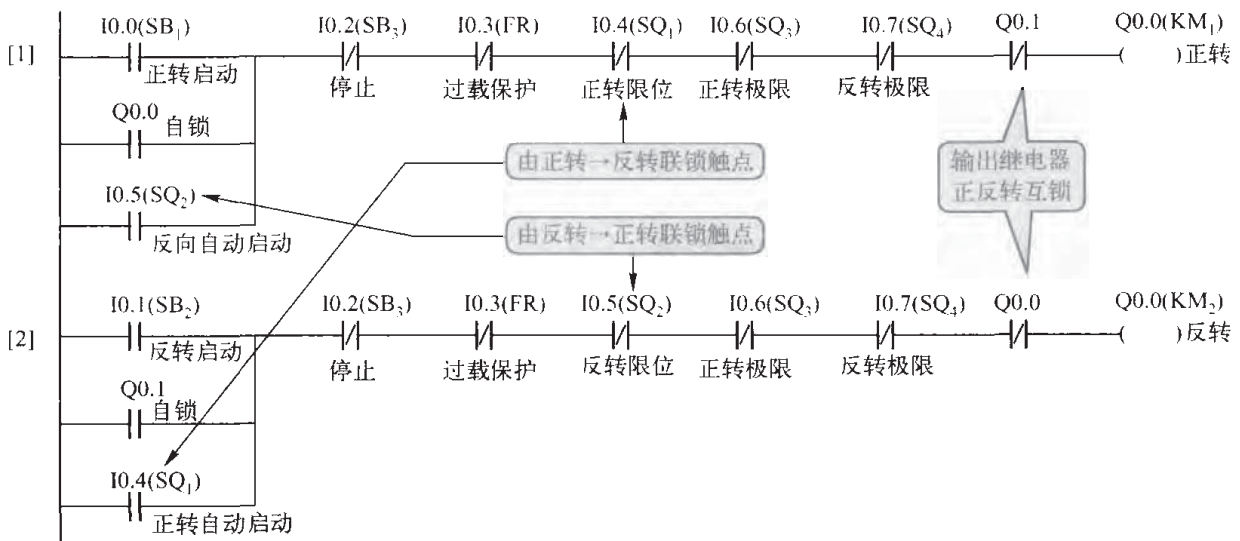 I0.0(SB₁) I0.2(SB₃) I0.3(FR) I0.4(SQ₁) I0.6(SQ₃) I0.7(SQ₄) Q0.1 Q0.0(KM₁)
[1] ( )正转
正转启动 停止 过载保护 正转限位 正转极限 反转极限
Q0.0 自锁
由正转→反转联锁触点
输出继电器
正反转互锁
I0.5(SQ₂)
反向自动启动
由反转→正转联锁触点
I0.1(SB₂) I0.2(SB₃) I0.3(FR) I0.5(SQ₂) I0.6(SQ₃) I0.7(SQ₄) Q0.0 Q0.0(KM₂)
[2] ( )反转
反转启动 停止 过载保护 反转限位 正转极限 反转极限
Q0.1
自锁
I0.4(SQ₁)
正转自动启动